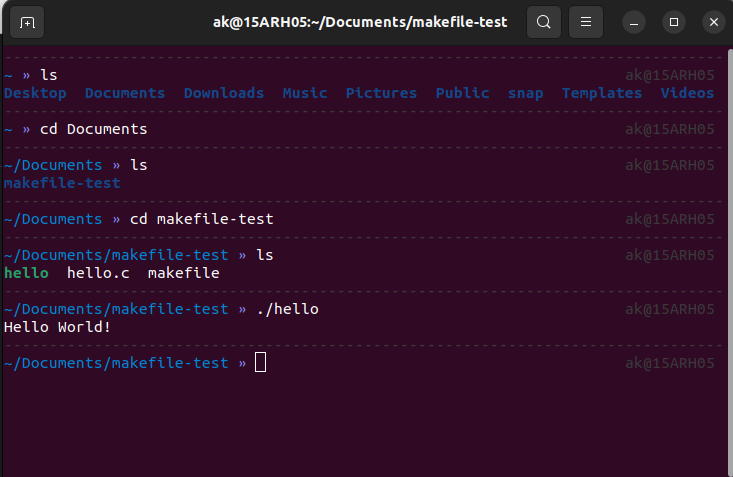 ak@15ARH05:~/Documents/makefile-test
~ » ls ak@15ARH05
Desktop Documents Downloads Music Pictures Public snap Templates Videos
~ » cd Documents ak@15ARH05
~/Documents » ls ak@15ARH05
makefile-test
~/Documents » cd makefile-test ak@15ARH05
~/Documents/makefile-test » ls ak@15ARH05
hello hello.c makefile
~/Documents/makefile-test » ./hello ak@15ARH05
Hello World!
~/Documents/makefile-test » ak@15ARH05